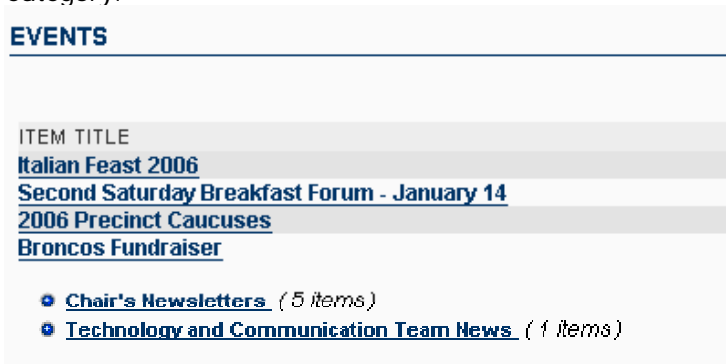 category.
EVENTS
ITEM TITLE
Italian Feast 2006
Second Saturday Breakfast Forum - January 14
2006 Precinct Caucuses
Broncos Fundraiser
Chair's Newsletters (5 items)
Technology and Communication Team News (1 items)